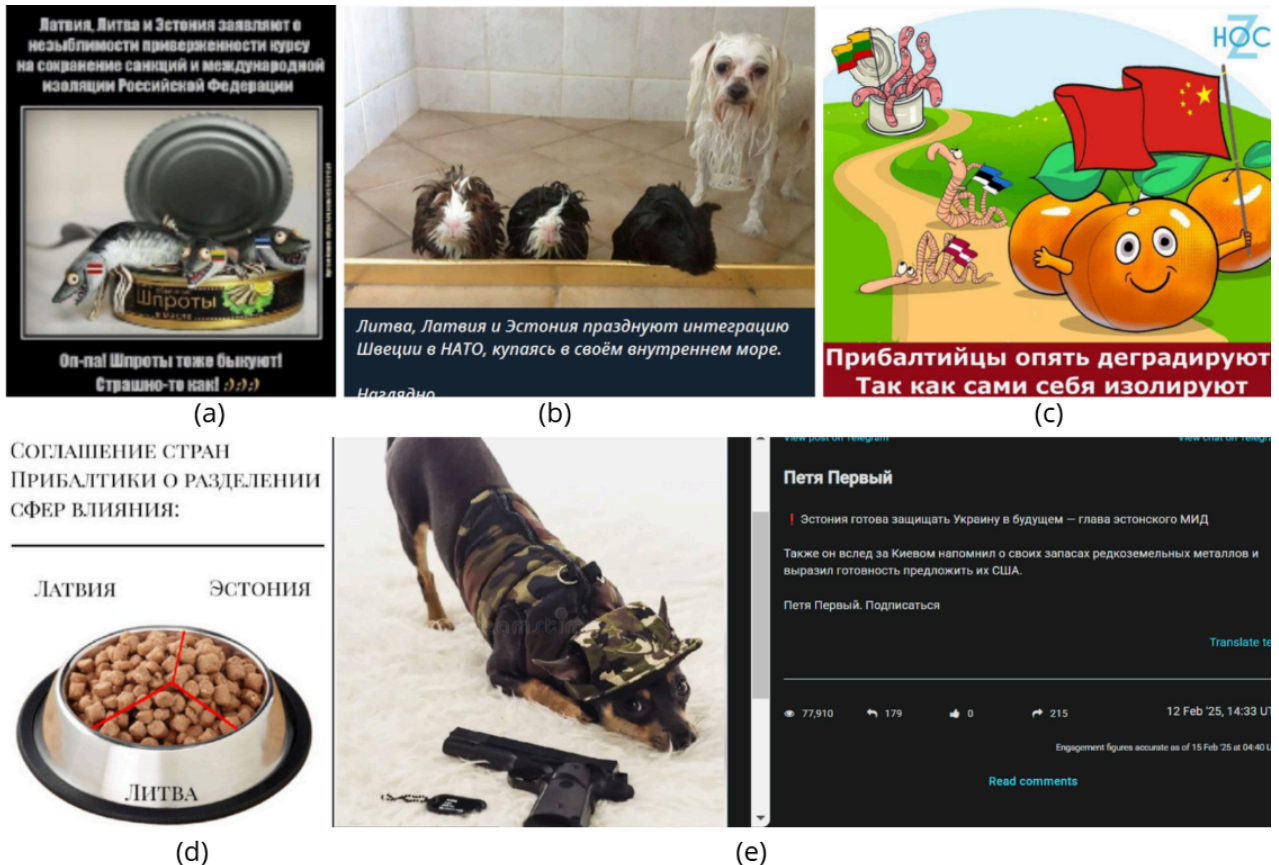 Латвия, Литва и Эстония заявляют о
незыблимости приверженности курсу
на сохранение санкций и международной
изоляции Российской Федерации
Шпроты
в масле
Оп-па! Шпроты тоже быкуют!
Страшно-то как! :):):)
(a)
Литва, Латвия и Эстония празднуют интеграцию
Швеции в НАТО, купаясь в своём внутреннем море.
Наглядно
(b)
НОС
Z
Прибалтийцы опять деградируют
Так как сами себя изолируют
(c)
Соглашение стран
Прибалтики о разделении
сфер влияния:
Латвия Эстония
Литва
(d)
View post on Telegram View chat on Telegra
Петя Первый
❗ Эстония готова защищать Украину в будущем — глава эстонского МИД
Также он вслед за Киевом напомнил о своих запасах редкоземельных металлов и
выразил готовность предложить их США.
Петя Первый. Подписаться
Translate te
77,910 179 0 215 12 Feb '25, 14:33 UT
Engagement figures accurate as of 15 Feb '25 at 04:40 U
Read comments
(e)